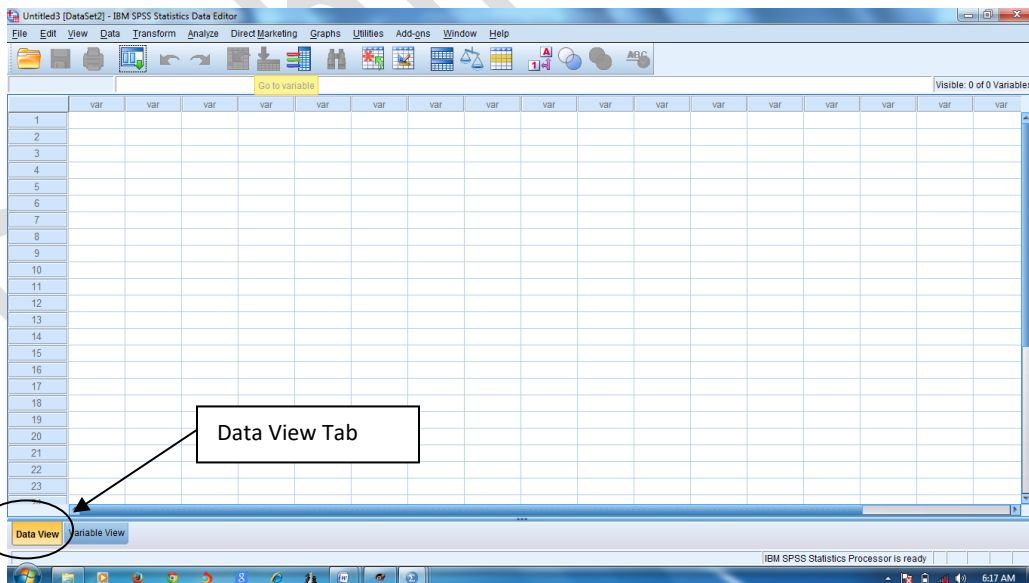 Untitled3 [DataSet2] - IBM SPSS Statistics Data Editor
File Edit View Data Transform Analyze Direct Marketing Graphs Utilities Add-ons Window Help
A
1
ABC
Go to variable
Visible: 0 of 0 Variables
var var var var var var var var var var var var var var var var var
1
2
3
4
5
6
7
8
9
10
11
12
13
14
15
16
17
18
19
20
21
22
23
Data View Tab
Data View Variable View
IBM SPSS Statistics Processor is ready
8 W Σ 6:17 AM